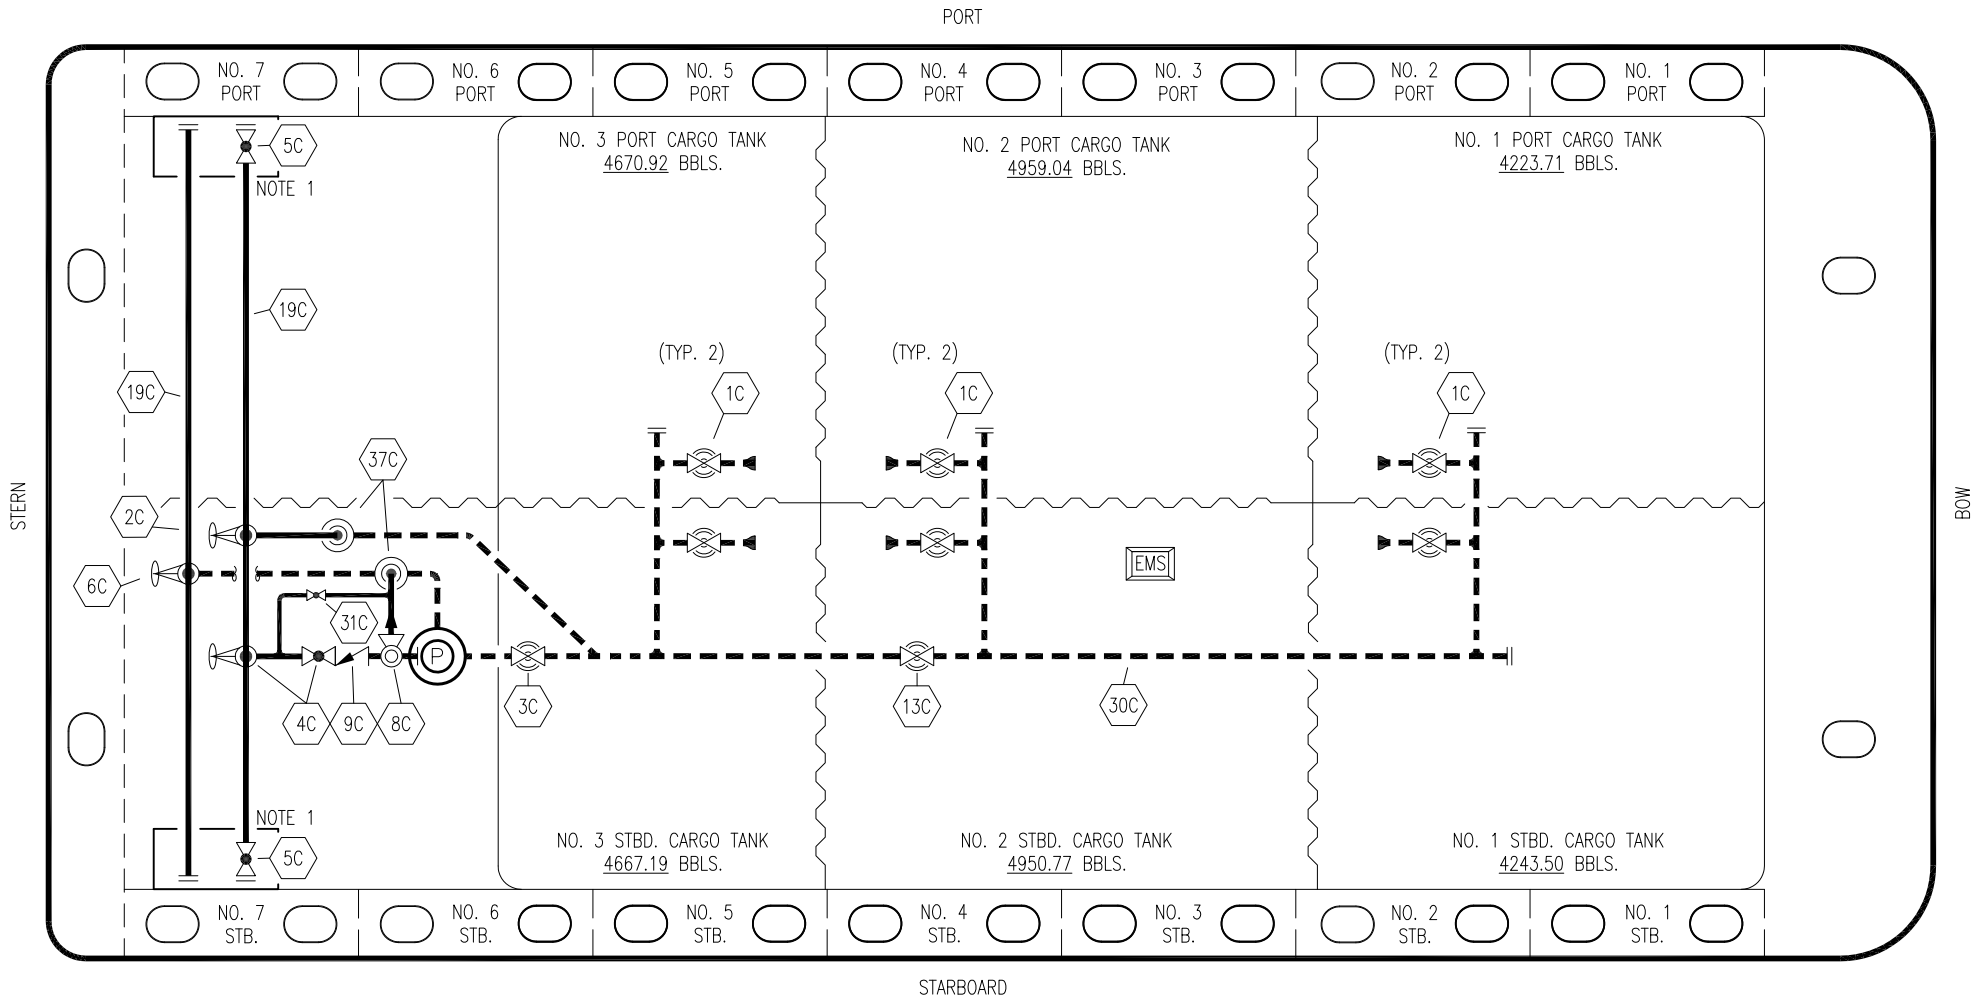 PORT
NO. 7
PORT
NO. 6
PORT
NO. 5
PORT
NO. 4
PORT
NO. 3
PORT
NO. 2
PORT
NO. 1
PORT
5C
NOTE 1
NO. 3 PORT CARGO TANK
4670.92 BBLS.
NO. 2 PORT CARGO TANK
4959.04 BBLS.
NO. 1 PORT CARGO TANK
4223.71 BBLS.
19C
19C
(TYP. 2)
(TYP. 2)
(TYP. 2)
1C
1C
1C
37C
STERN
BOW
2C
6C
31C
EMS
P
4C
9C
8C
3C
13C
30C
NOTE 1
5C
NO. 3 STBD. CARGO TANK
4667.19 BBLS.
NO. 2 STBD. CARGO TANK
4950.77 BBLS.
NO. 1 STBD. CARGO TANK
4243.50 BBLS.
NO. 7
STB.
NO. 6
STB.
NO. 5
STB.
NO. 4
STB.
NO. 3
STB.
NO. 2
STB.
NO. 1
STB.
STARBOARD